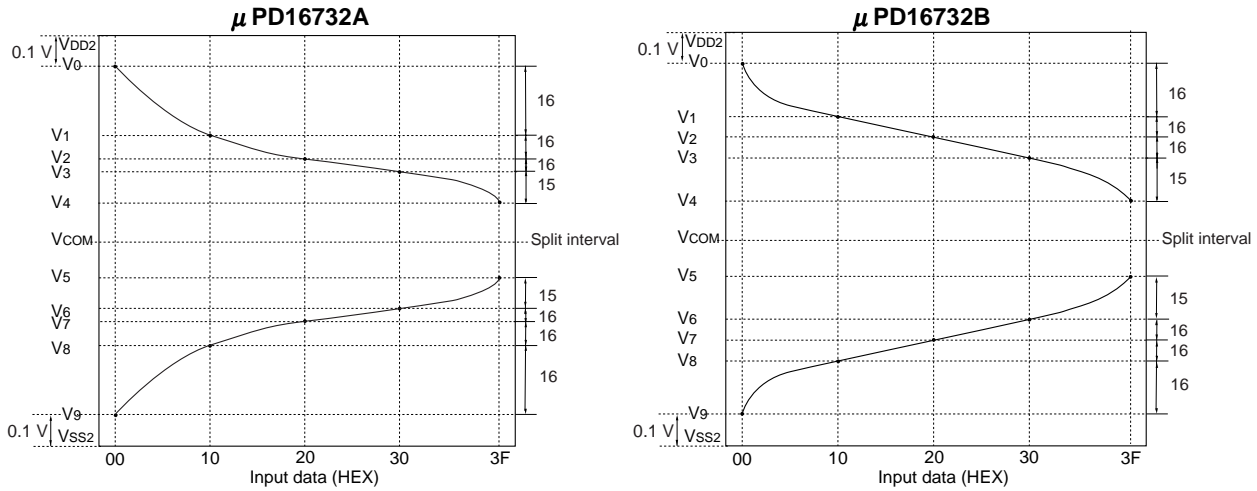 μ PD16732A
0.1 V
VDD2
V0
V1
V2
V3
V4
VCOM
V5
V6
V7
V8
V9
0.1 V
VSS2
16
16
16
15
Split interval
15
16
16
16
00 10 20 30 3F
Input data (HEX)
μ PD16732B
0.1 V
VDD2
V0
V1
V2
V3
V4
VCOM
V5
V6
V7
V8
V9
0.1 V
VSS2
16
16
16
15
Split interval
15
16
16
16
00 10 20 30 3F
Input data (HEX)